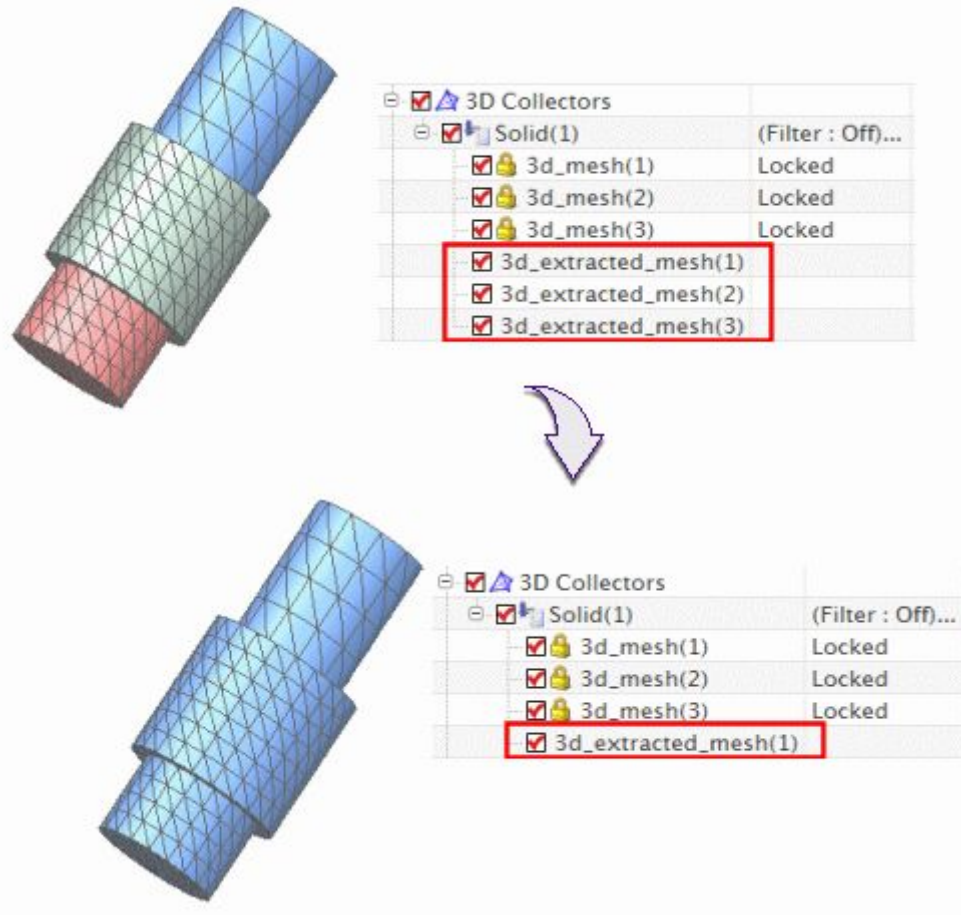 3D Collectors
Solid(1) (Filter : Off)...
3d_mesh(1) Locked
3d_mesh(2) Locked
3d_mesh(3) Locked
3d_extracted_mesh(1)
3d_extracted_mesh(2)
3d_extracted_mesh(3)
3D Collectors
Solid(1) (Filter : Off)...
3d_mesh(1) Locked
3d_mesh(2) Locked
3d_mesh(3) Locked
3d_extracted_mesh(1)